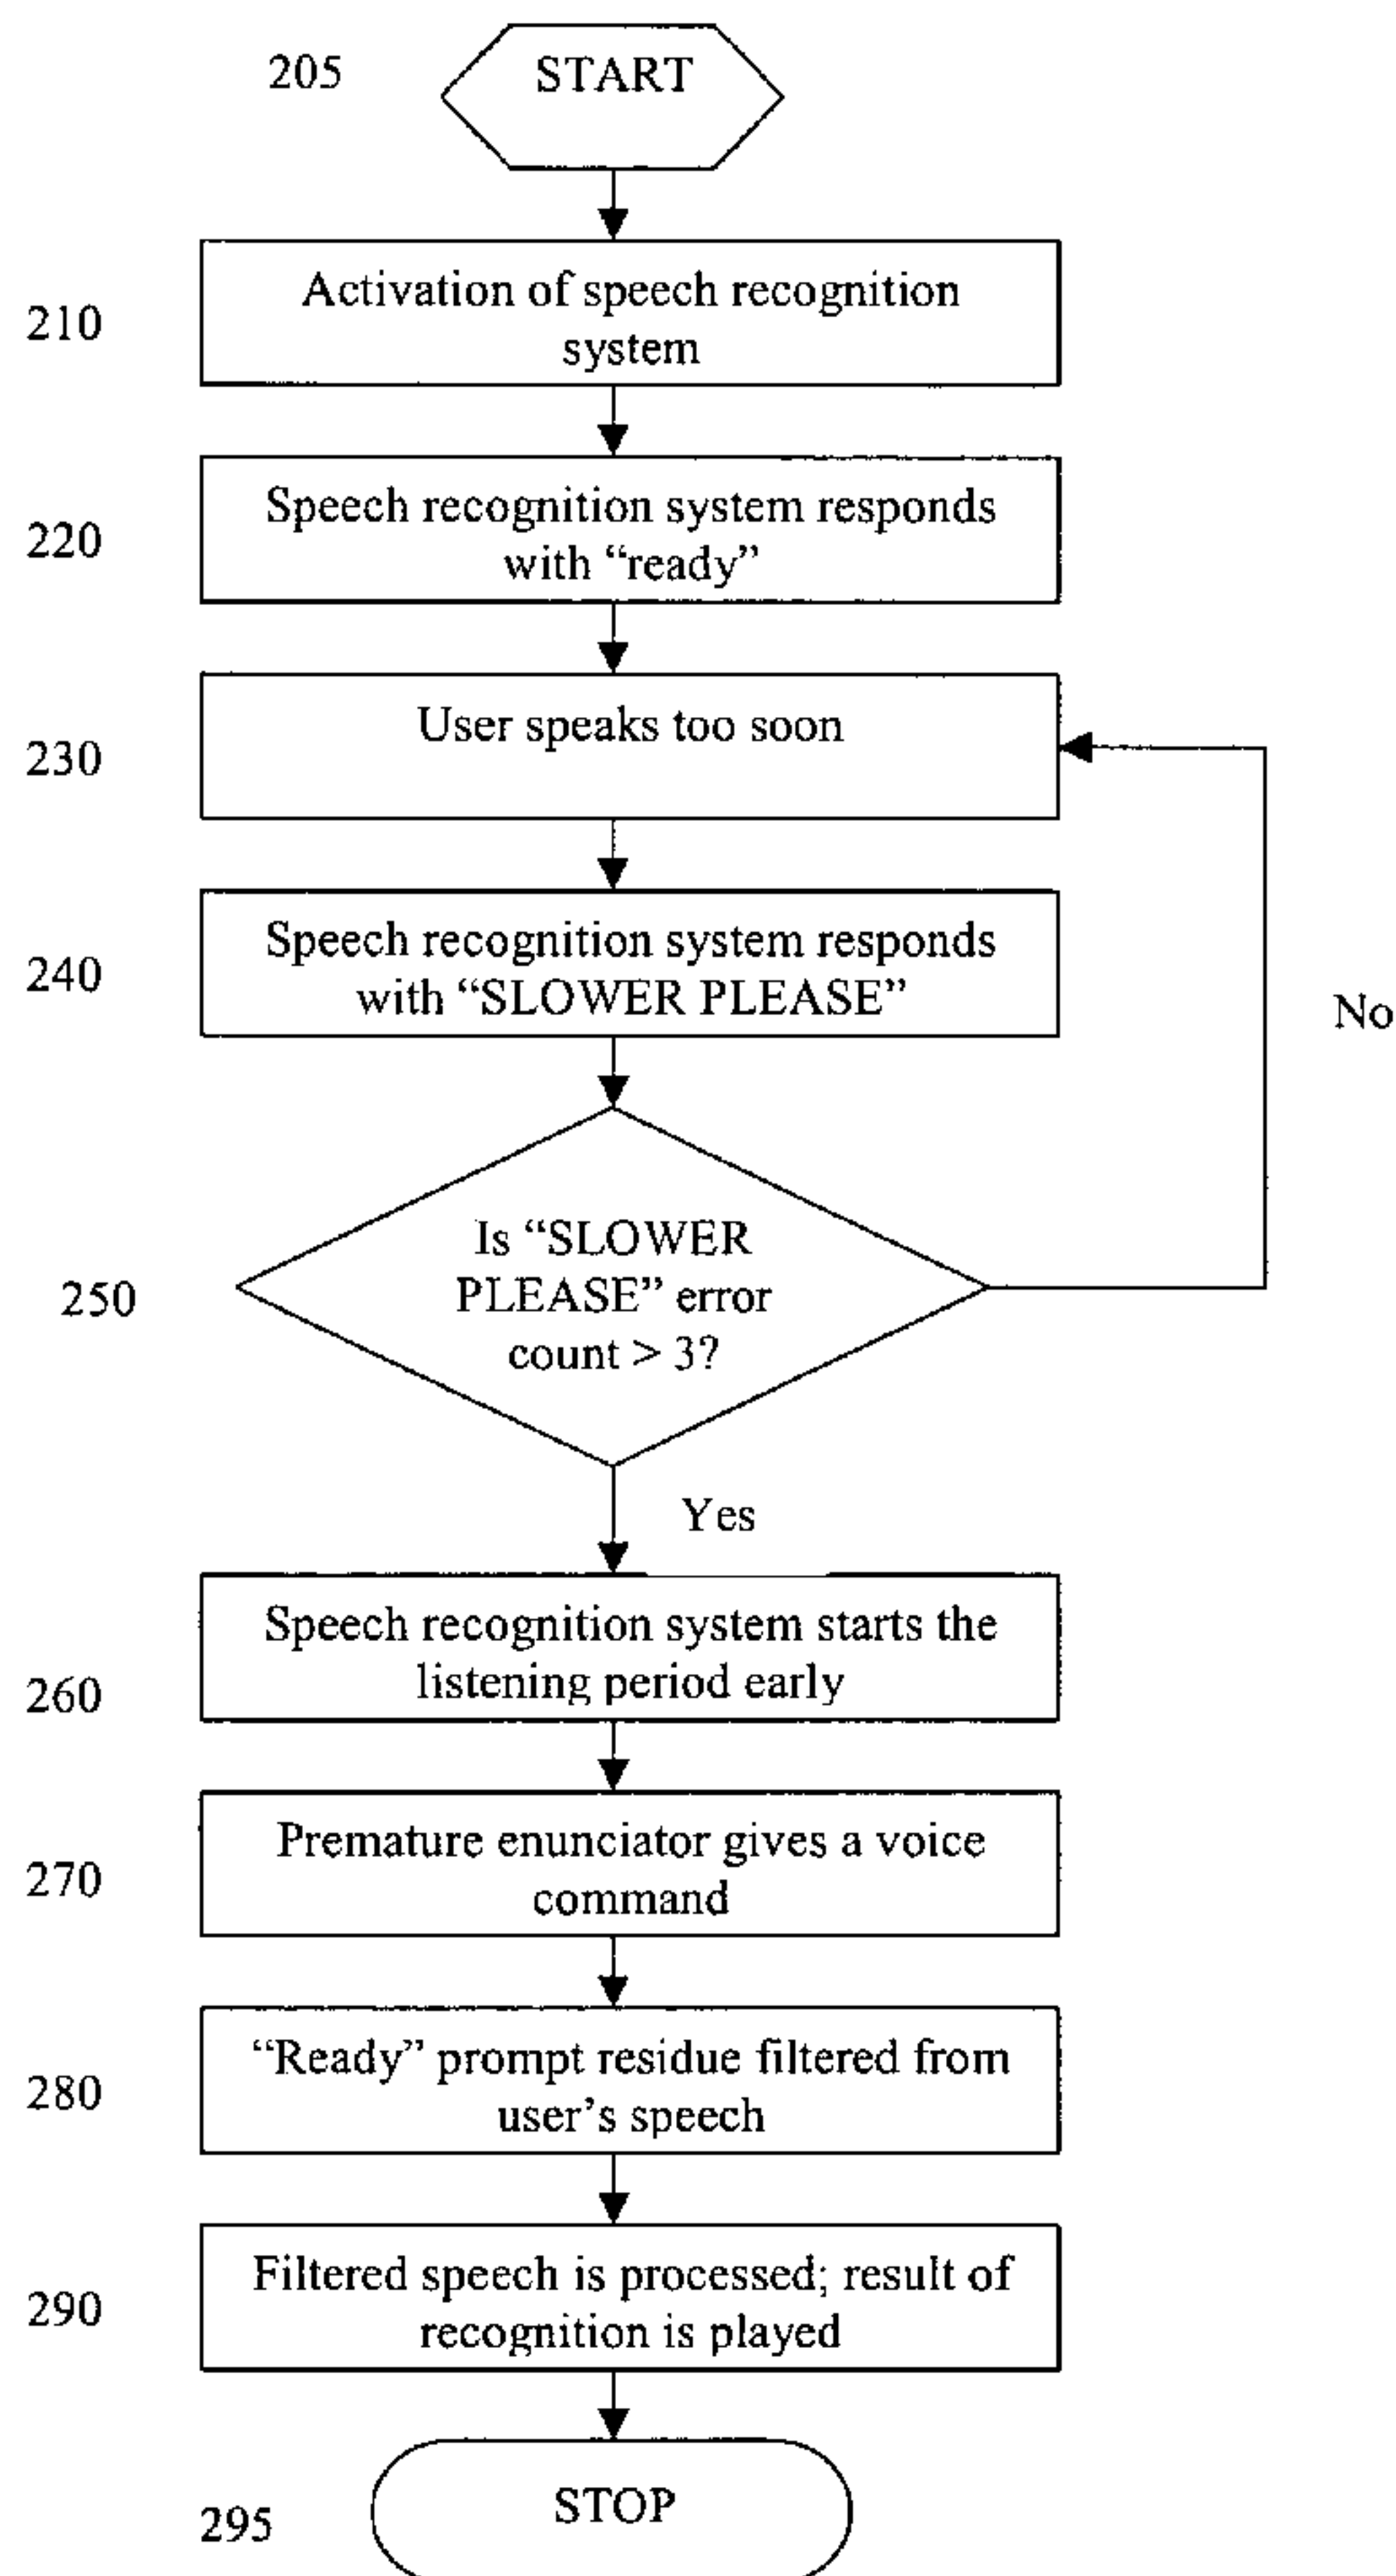 205
START
210
Activation of speech recognition
system
220
Speech recognition system responds
with “ready”
230
User speaks too soon
240
Speech recognition system responds
with “SLOWER PLEASE”
No
250
Is “SLOWER
PLEASE” error
count > 3?
Yes
260
Speech recognition system starts the
listening period early
270
Premature enunciator gives a voice
command
280
“Ready” prompt residue filtered from
user’s speech
290
Filtered speech is processed; result of
recognition is played
295
STOP